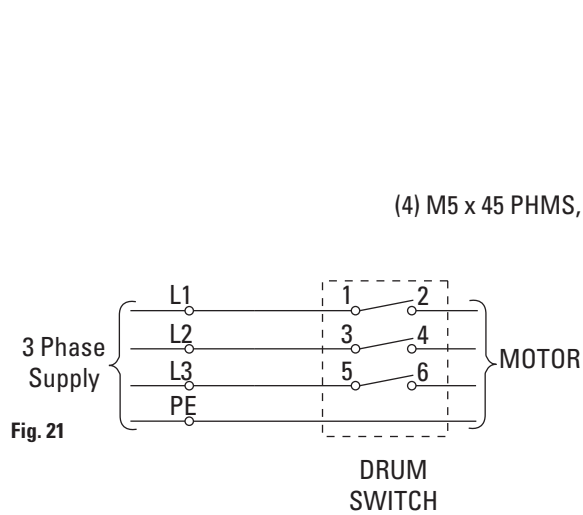 (4) M5 x 45 PHMS,
L1 1 2
L2 3 4
3 Phase
Supply
L3 5 6
MOTOR
PE
Fig. 21
DRUM
SWITCH